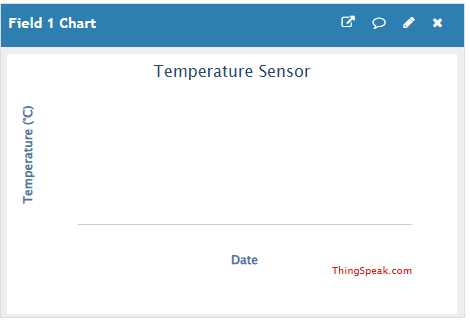 Field 1 Chart
Temperature Sensor
Temperature (°C)
Date
ThingSpeak.com